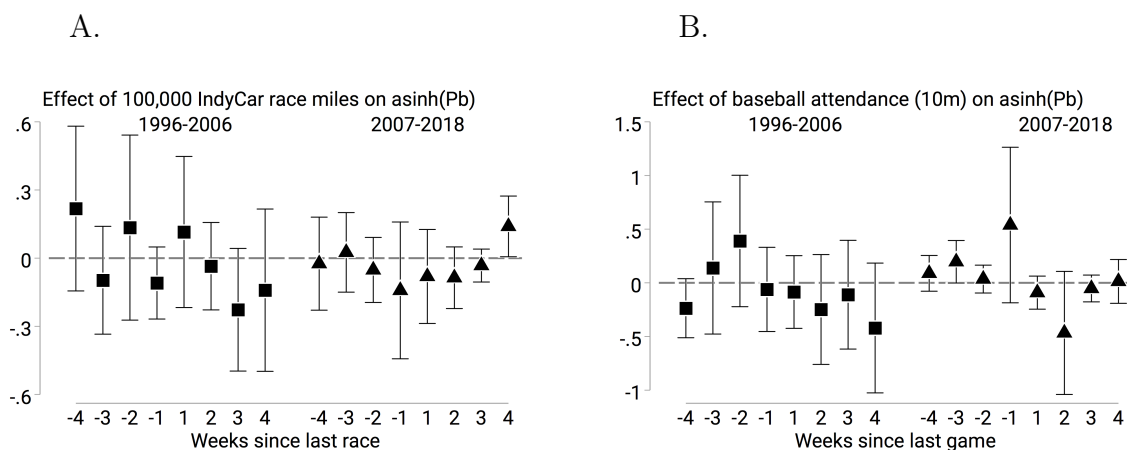 A.
Effect of 100,000 IndyCar race miles on asinh(Pb)
1996-2006 2007-2018
.6
.3
0
-.3
-.6
-4 -3 -2 -1 1 2 3 4 -4 -3 -2 -1 1 2 3 4
Weeks since last race
B.
Effect of baseball attendance (10m) on asinh(Pb)
1996-2006 2007-2018
1.5
1
.5
0
-.5
-1
-4 -3 -2 -1 1 2 3 4 -4 -3 -2 -1 1 2 3 4
Weeks since last game